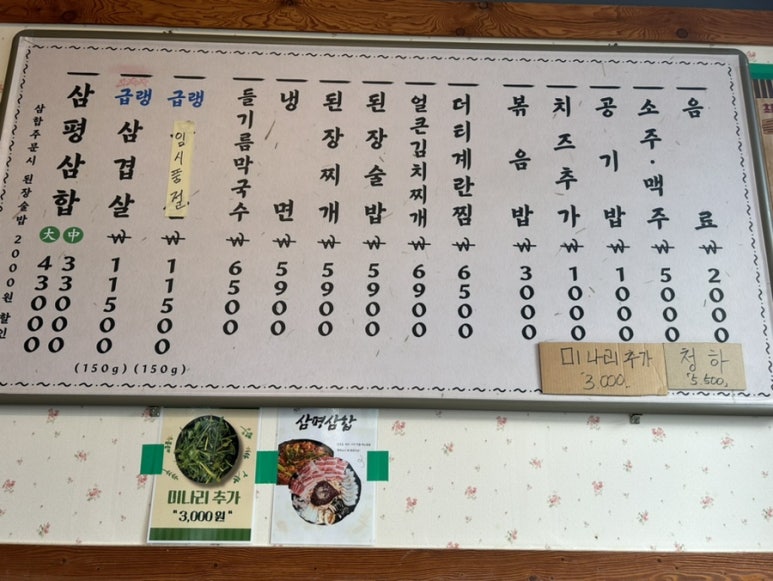 삼합주문시 된장술밥 2000원 할인
삼평삼합 大 中 43000 33000
급랭 삼겹살 ₩ 11500 (150g)
급랭 임시품절 ₩ 11500 (150g)
들기름막국수 ₩ 6500
냉면 ₩ 5900
된장찌개 ₩ 5900
된장술밥 ₩ 5900
얼큰김치찌개 ₩ 6900
더티계란찜 ₩ 6500
볶음밥 ₩ 3000
치즈추가 ₩ 1000
공기밥 ₩ 1000
소주·맥주 ₩ 5000
음료 ₩ 2000
미나리추가
"3,000"
청하
"5.500"
미나리 추가
"3,000원"
삼평삼합